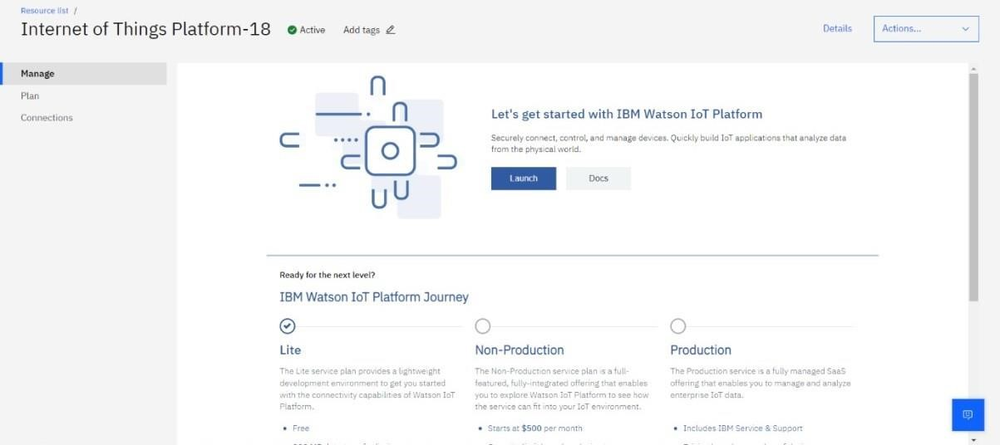 Resource list /
Internet of Things Platform-18
Active
Add tags
Details
Actions...
Manage
Plan
Connections
Let's get started with IBM Watson IoT Platform
Securely connect, control, and manage devices. Quickly build IoT applications that analyze data
from the physical world.
Launch
Docs
Ready for the next level?
IBM Watson IoT Platform Journey
Lite
The Lite service plan provides a lightweight
development environment to get you started
with the connectivity capabilities of Watson IoT
Platform.
• Free
Non-Production
The Non-Production service plan is a full-
featured, fully-integrated offering that enables
you to explore Watson IoT Platform to see how
the service can fit into your IoT environment.
• Starts at $500 per month
Production
The Production service is a fully managed SaaS
offering that enables you to manage and analyze
enterprise IoT data.
• Includes IBM Service & Support